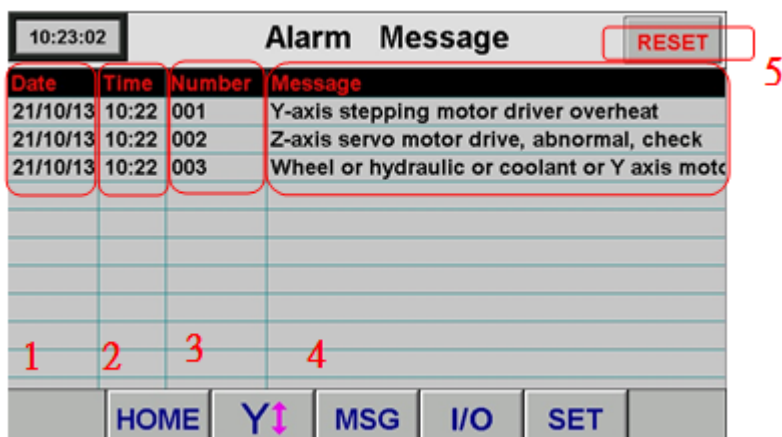 10:23:02 Alarm Message RESET
5
Date Time Number Message
21/10/13 10:22 001 Y-axis stepping motor driver overheat
21/10/13 10:22 002 Z-axis servo motor drive, abnormal, check
21/10/13 10:22 003 Wheel or hydraulic or coolant or Y axis moto
1 2 3 4
HOME Y MSG I/O SET